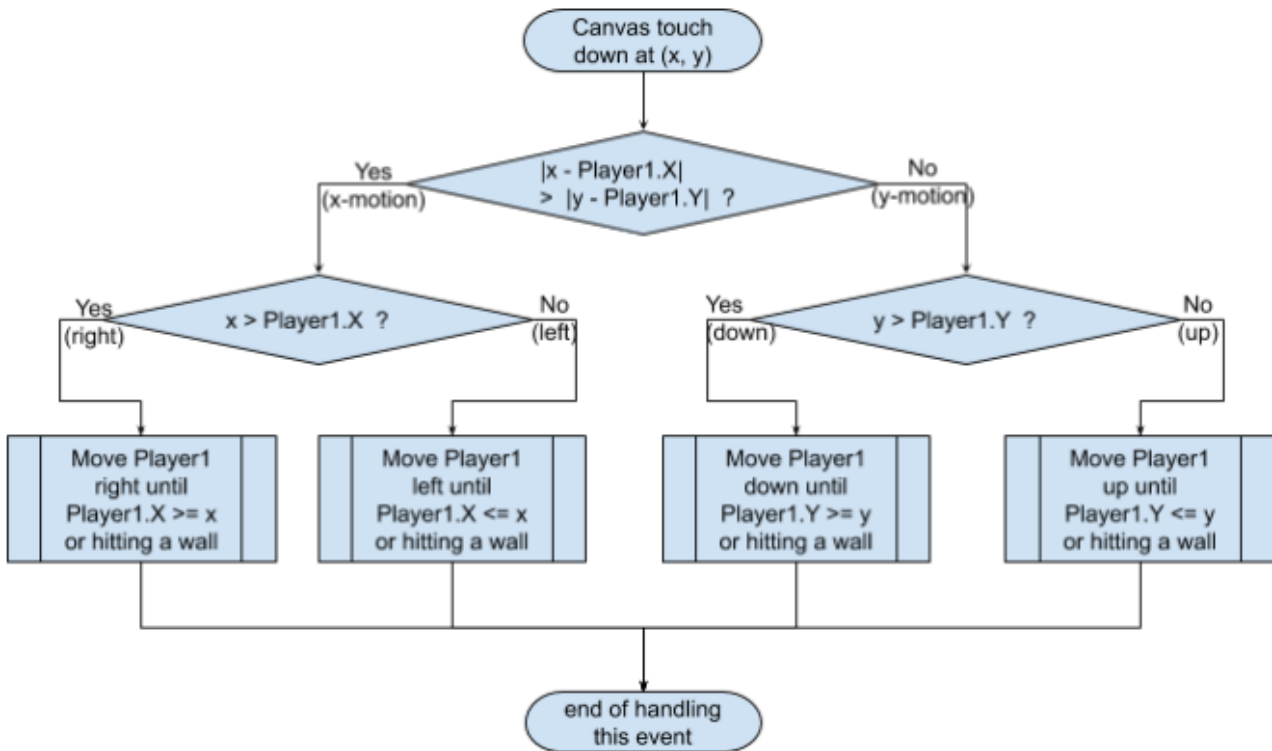 Canvas touch
down at (x, y)
|x - Player1.X|
> |y - Player1.Y| ?
Yes
(x-motion)
No
(y-motion)
x > Player1.X ?
Yes
(right)
No
(left)
y > Player1.Y ?
Yes
(down)
No
(up)
Move Player1
right until
Player1.X >= x
or hitting a wall
Move Player1
left until
Player1.X <= x
or hitting a wall
Move Player1
down until
Player1.Y >= y
or hitting a wall
Move Player1
up until
Player1.Y <= y
or hitting a wall
end of handling
this event